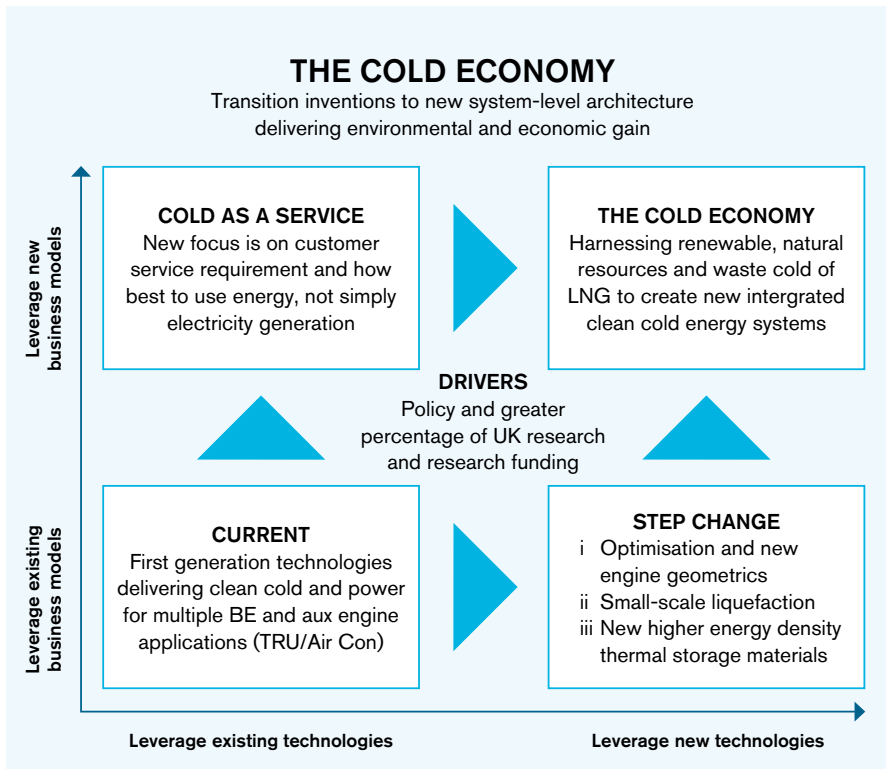 THE COLD ECONOMY
Transition inventions to new system-level architecture
delivering environmental and economic gain
Leverage new
business models
COLD AS A SERVICE
New focus is on customer
service requirement and how
best to use energy, not simply
electricity generation
THE COLD ECONOMY
Harnessing renewable, natural
resources and waste cold of
LNG to create new intergrated
clean cold energy systems
DRIVERS
Policy and greater
percentage of UK research
and research funding
Leverage existing
business models
CURRENT
First generation technologies
delivering clean cold and power
for multiple BE and aux engine
applications (TRU/Air Con)
STEP CHANGE
i Optimisation and new
engine geometrics
ii Small-scale liquefaction
iii New higher energy density
thermal storage materials
Leverage existing technologies
Leverage new technologies